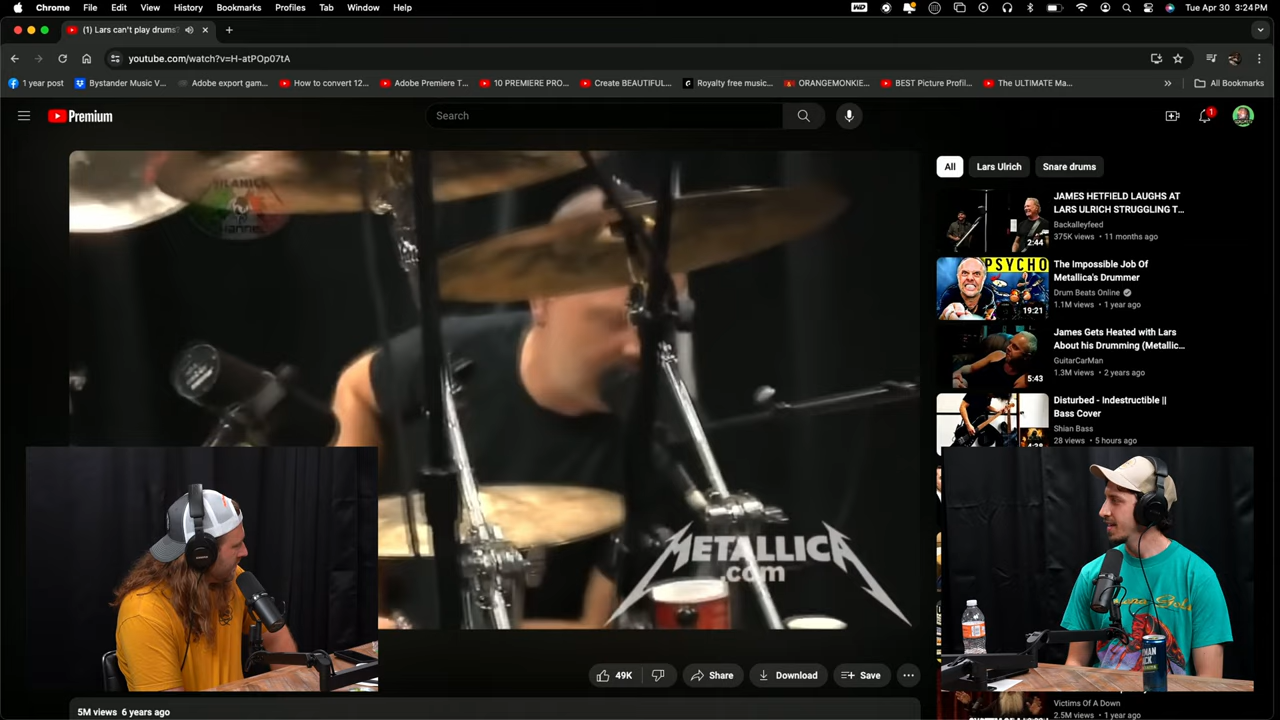 Chrome File Edit View History Bookmarks Profiles Tab Window Help
Tue Apr 30 3:24 PM
(1) Lars can't play drums?
youtube.com/watch?v=H-atPOp07tA
1 year post
Bystander Music V...
Adobe export gam...
How to convert 12...
Adobe Premiere T...
10 PREMIERE PRO...
Create BEAUTIFUL...
Royalty free music...
ORANGEMONKIE...
BEST Picture Profil...
The ULTIMATE Ma...
» All Bookmarks
Premium
Search
1
CHANNEL
METALLICA
.com
49K
Share
Download
Save
5M views 6 years ago
All
Lars Ulrich
Snare drums
JAMES HETFIELD LAUGHS AT
LARS ULRICH STRUGGLING T...
Backalleyfeed
375K views • 11 months ago
2:44
PSYCHO
The Impossible Job Of
Metallica's Drummer
Drum Beats Online
1.1M views • 1 year ago
19:21
James Gets Heated with Lars
About his Drumming (Metallic...
GuitarCarMan
1.3M views • 2 years ago
5:43
Disturbed - Indestructible ||
Bass Cover
Shian Bass
28 views • 5 hours ago
Victims Of A Down
2.5M views • 1 year ago